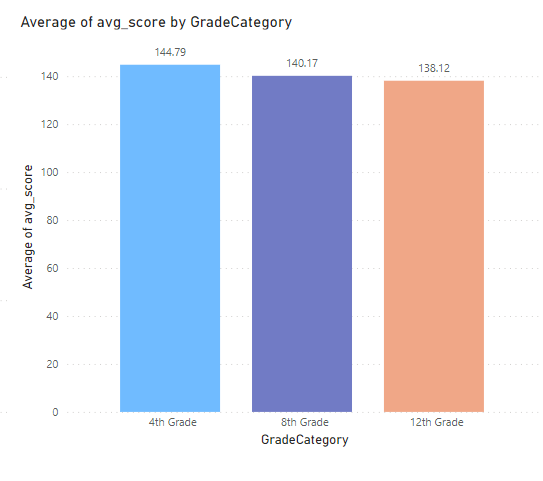 Average of avg_score by GradeCategory
144.79
140.17
138.12
140
120
100
80
60
40
20
0
Average of avg_score
4th Grade 8th Grade 12th Grade
GradeCategory